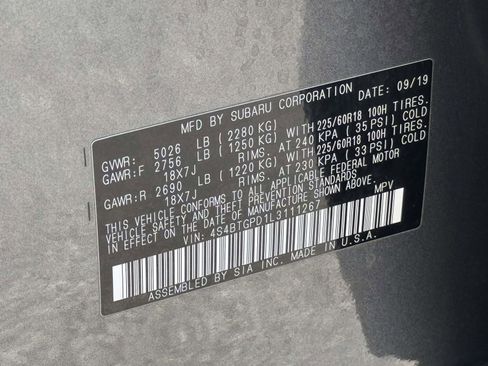 MFD BY SUBARU CORPORATION DATE: 09/19
GVWR: 5026 LB (2280 KG)
GAWR:F 2756 LB (1250 KG) WITH 225/60R18 100H TIRES.
18X7J RIMS. AT 240 KPA (35 PSI) COLD
GAWR:R 2690 LB (1220 KG) WITH 225/60R18 100H TIRES.
18X7J RIMS. AT 230 KPA (33 PSI) COLD
THIS VEHICLE CONFORMS TO ALL APPLICABLE FEDERAL MOTOR
VEHICLE SAFETY AND THEFT PREVENTION STANDARDS
IN EFFECT ON THE DATE OF MANUFACTURE SHOWN ABOVE.
VIN: 4S4BTGPD1L3111267 MPV
ASSEMBLED BY SIA INC. MADE IN U.S.A.